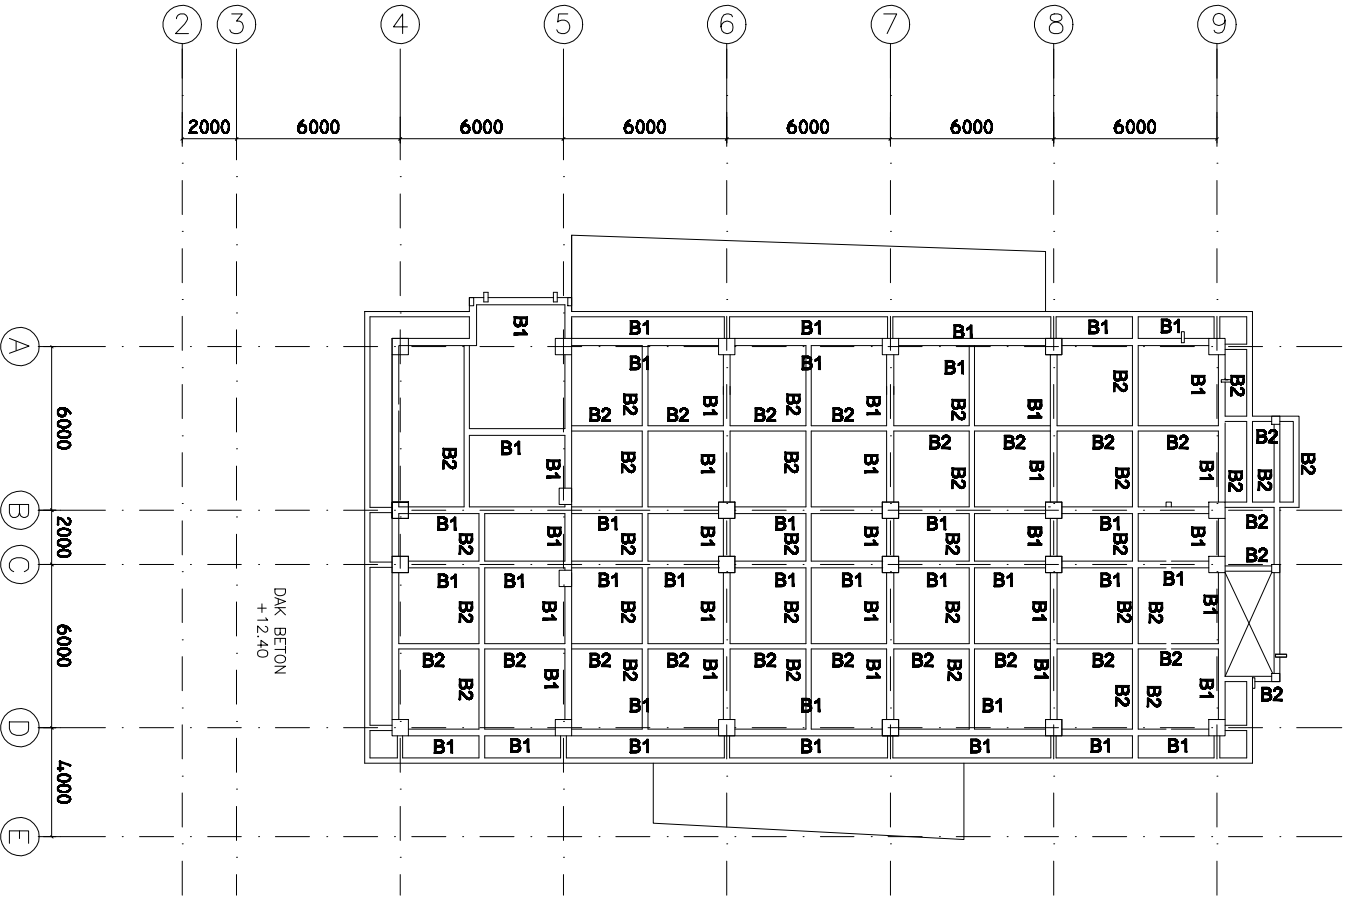 2 3 4 5 6 7 8 9
2000 6000 6000 6000 6000 6000 6000
B1
B1 B1 B1 B1 B1
A
B1 B1 B1 B2 B1 B2
B2 B1 B2 B1 B2 B1
6000
B2 B2 B2 B2
B2 B2 B2 B2 B2
B2 B1 B1 B2 B1 B2 B1 B2 B1 B2 B1 B2 B2 B2
B
B1 B1 B1 B1 B1 B2
2000
B2 B1 B2 B1 B2 B1 B2 B1 B2 B1 B2
C
B1 B1 B1 B1 B1 B1 B1 B1 B1 B1
B2 B1 B2 B1 B2 B1 B2 B1 B2 B2 B1
DAK BETON
+12.40
6000
B2 B2 B2 B2 B2 B2 B2 B2 B2 B2
B2 B1 B2 B1 B2 B1 B2 B1 B2 B2 B1 B2
B1 B1 B1
D
B1 B1 B1 B1 B1 B1 B1
4000
E